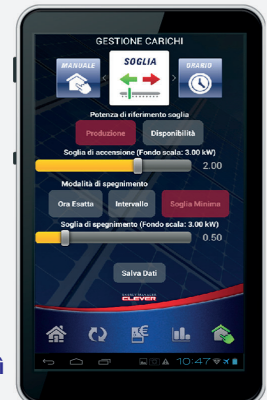 GESTIONE CARICHI
MANUALE
SOGLIA
ORARIO
Potenza di riferimento soglia
Produzione
Disponibilità
Soglia di accensione (Fondo scala: 3.00 kW)
2.00
Modalità di spegnimento
Ora Esatta
Intervallo
Soglia Minima
Soglia di spegnimento (Fondo scala: 3.00 kW)
0.50
Salva Dati
CLEVER
10:47